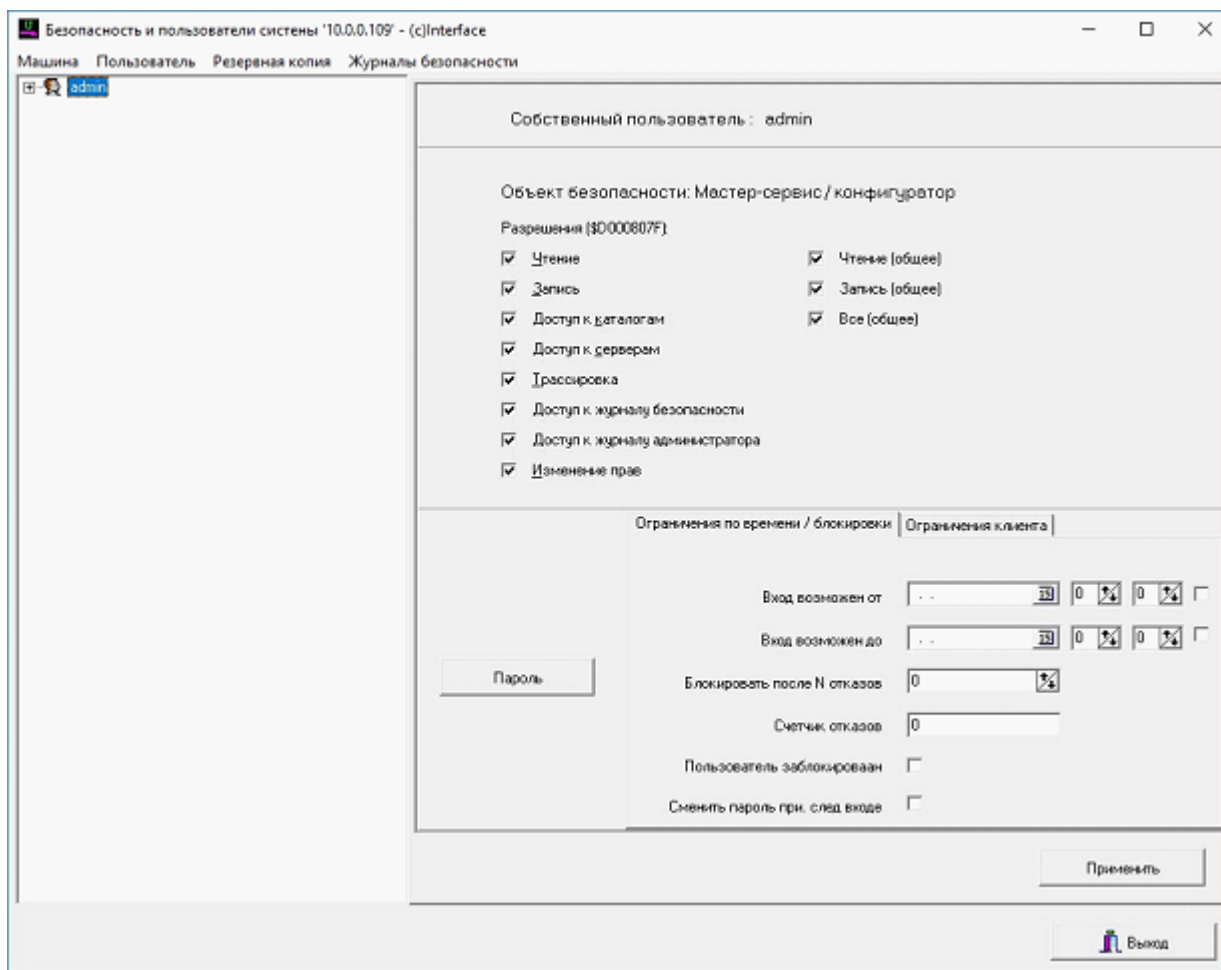 Безопасность и пользователи системы '10.0.0.109' - (c)Interface
Машина Пользователь Резервная копия Журналы безопасности
admin
Собственный пользователь : admin
Объект безопасности: Мастер-сервис / конфигуратор
Разрешения ($D000807F)
Чтение
Чтение (общее)
Запись
Запись (общее)
Доступ к каталогам
Все (общее)
Доступ к серверам
Трассировка
Доступ к журналу безопасности
Доступ к журналу администратора
Изменение прав
Ограничения по времени / блокировки
Ограничения клиента
Вход возможен от . . 15 0 0
Вход возможен до . . 15 0 0
Пароль
Блокировать после N отказов 0
Счетчик отказов 0
Пользователь заблокироваан
Сменить пароль при. след входе
Применить
Выход